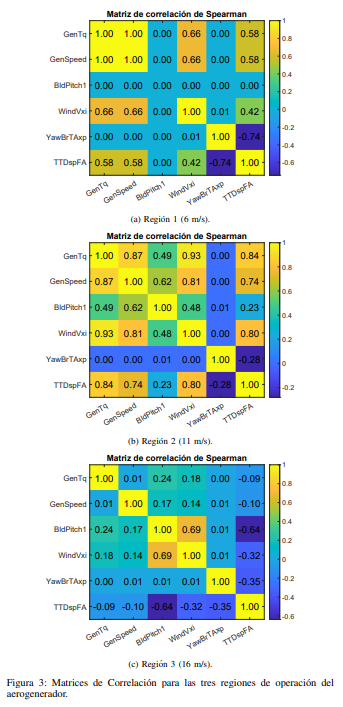 Matriz de correlación de Spearman
GenTq 1.00 1.00 0.00 0.66 0.00 0.58
GenSpeed 1.00 1.00 0.00 0.66 0.00 0.58
BldPitch1 0.00 0.00 0.00 0.00 0.00 0.00
WindVxi 0.66 0.66 0.00 1.00 0.01 0.42
YawBrTAxp 0.00 0.00 0.00 0.01 1.00 -0.74
TTDspFA 0.58 0.58 0.00 0.42 -0.74 1.00
GenTq GenSpeed BldPitch1 WindVxi YawBrTAxp TTDspFA
1
0.8
0.6
0.4
0.2
0
-0.2
-0.4
-0.6
(a) Región 1 (6 m/s).
Matriz de correlación de Spearman
GenTq 1.00 0.87 0.49 0.93 0.00 0.84
GenSpeed 0.87 1.00 0.62 0.81 0.00 0.74
BldPitch1 0.49 0.62 1.00 0.48 0.01 0.23
WindVxi 0.93 0.81 0.48 1.00 0.00 0.80
YawBrTAxp 0.00 0.00 0.01 0.00 1.00 -0.28
TTDspFA 0.84 0.74 0.23 0.80 -0.28 1.00
GenTq GenSpeed BldPitch1 WindVxi YawBrTAxp TTDspFA
1
0.8
0.6
0.4
0.2
0
-0.2
(b) Región 2 (11 m/s).
Matriz de correlación de Spearman
GenTq 1.00 0.01 0.24 0.18 0.00 -0.09
GenSpeed 0.01 1.00 0.17 0.14 0.01 -0.10
BldPitch1 0.24 0.17 1.00 0.69 0.01 -0.64
WindVxi 0.18 0.14 0.69 1.00 0.01 -0.32
YawBrTAxp 0.00 0.01 0.01 0.01 1.00 -0.35
TTDspFA -0.09 -0.10 -0.64 -0.32 -0.35 1.00
GenTq GenSpeed BldPitch1 WindVxi YawBrTAxp TTDspFA
1
0.8
0.6
0.4
0.2
0
-0.2
-0.4
-0.6
(c) Región 3 (16 m/s).
Figura 3: Matrices de Correlación para las tres regiones de operación del
aerogenerador.